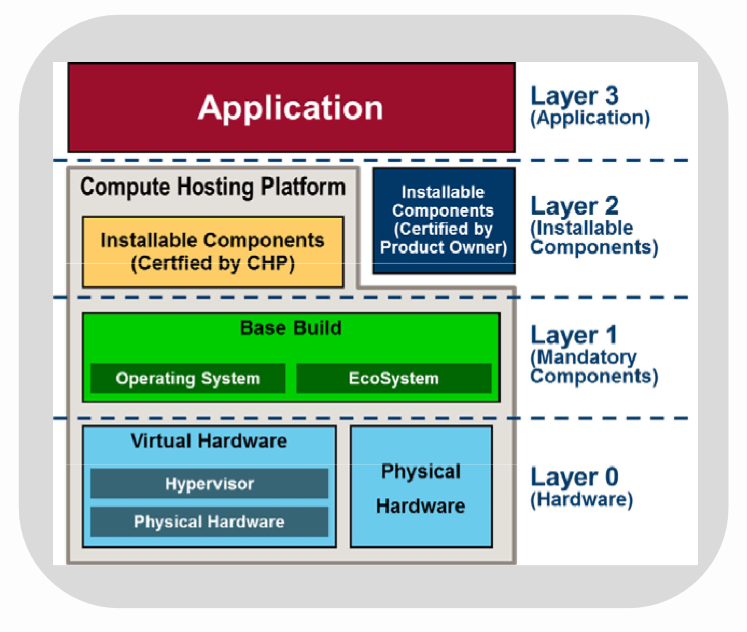 Application
Layer 3
(Application)
Compute Hosting Platform
Installable Components
(Certfied by CHP)
Installable
Components
(Certified by
Product Owner)
Layer 2
(Installable
Components)
Base Build
Operating System
EcoSystem
Layer 1
(Mandatory
Components)
Virtual Hardware
Hypervisor
Physical Hardware
Physical
Hardware
Layer 0
(Hardware)